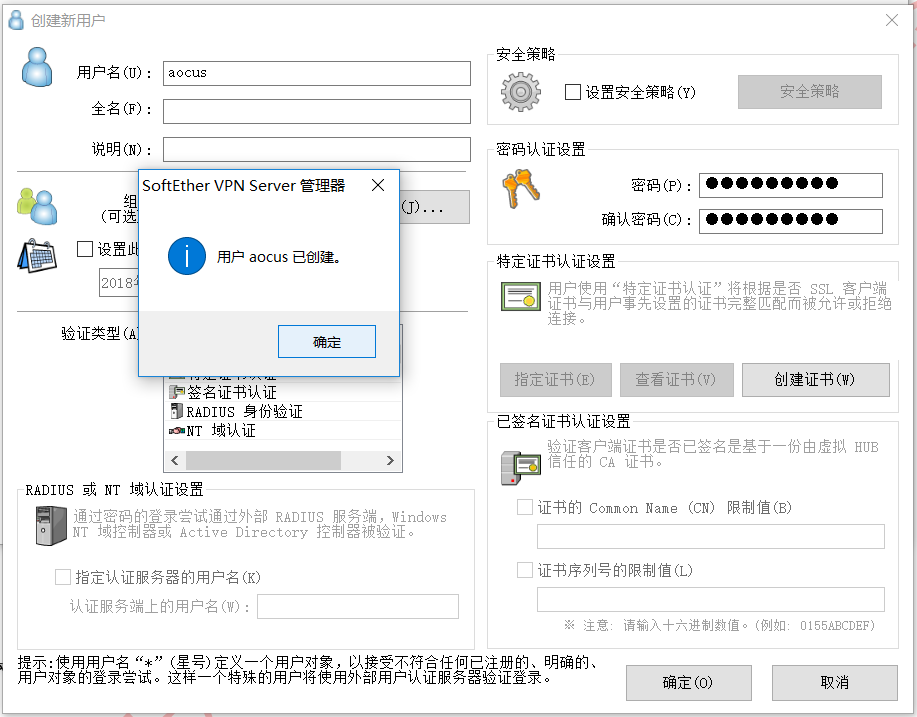 创建新用户
用户名(U):
aocus
全名(F):
说明(N):
组
(可选
(J)...
设置此
2018年
验证类型(A
SoftEther VPN Server 管理器
用户 aocus 已创建。
确定
特定证书认证
签名证书认证
RADIUS 身份验证
NT 域认证
RADIUS 或 NT 域认证设置
通过密码的登录尝试通过外部 RADIUS 服务端，Windows
NT 域控制器或 Active Directory 控制器被验证。
指定认证服务器的用户名(K)
认证服务端上的用户名(W):
提示:使用用户名“*”(星号)定义一个用户对象，以接受不符合任何已注册的、明确的、
用户对象的登录尝试。这样一个特殊的用户将使用外部用户认证服务器验证登录。
安全策略
设置安全策略(Y)
安全策略
密码认证设置
密码(P):
●●●●●●●●●
确认密码(C):
●●●●●●●●●
特定证书认证设置
用户使用“特定证书认证”将根据是否 SSL 客户端
证书与用户事先设置的证书完整匹配而被允许或拒绝
连接。
指定证书(E)
查看证书(V)
创建证书(W)
已签名证书认证设置
验证客户端证书是否已签名是基于一份由虚拟 HUB
信任的 CA 证书。
证书的 Common Name (CN) 限制值(B)
证书序列号的限制值(L)
※ 注意: 请输入十六进制数值。(例如: 0155ABCDEF)
确定(O)
取消